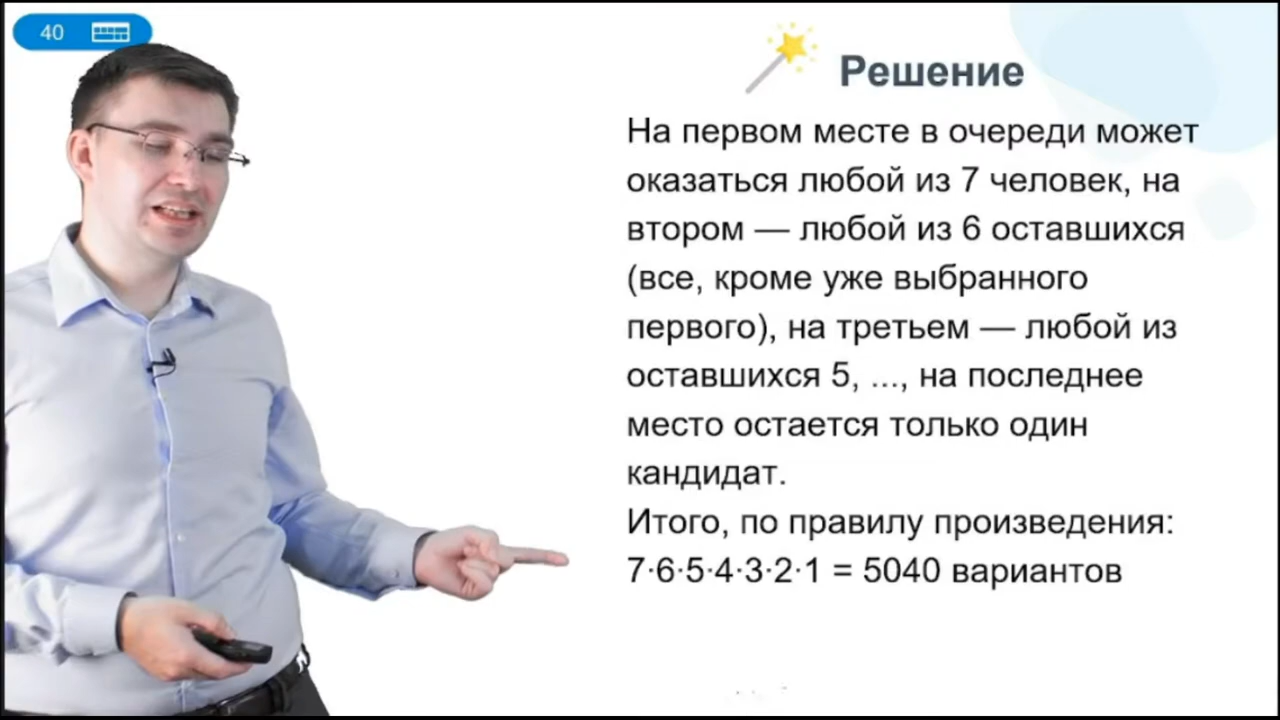 40
Решение
На первом месте в очереди может
оказаться любой из 7 человек, на
втором — любой из 6 оставшихся
(все, кроме уже выбранного
первого), на третьем — любой из
оставшихся 5, ..., на последнее
место остается только один
кандидат.
Итого, по правилу произведения:
7·6·5·4·3·2·1 = 5040 вариантов